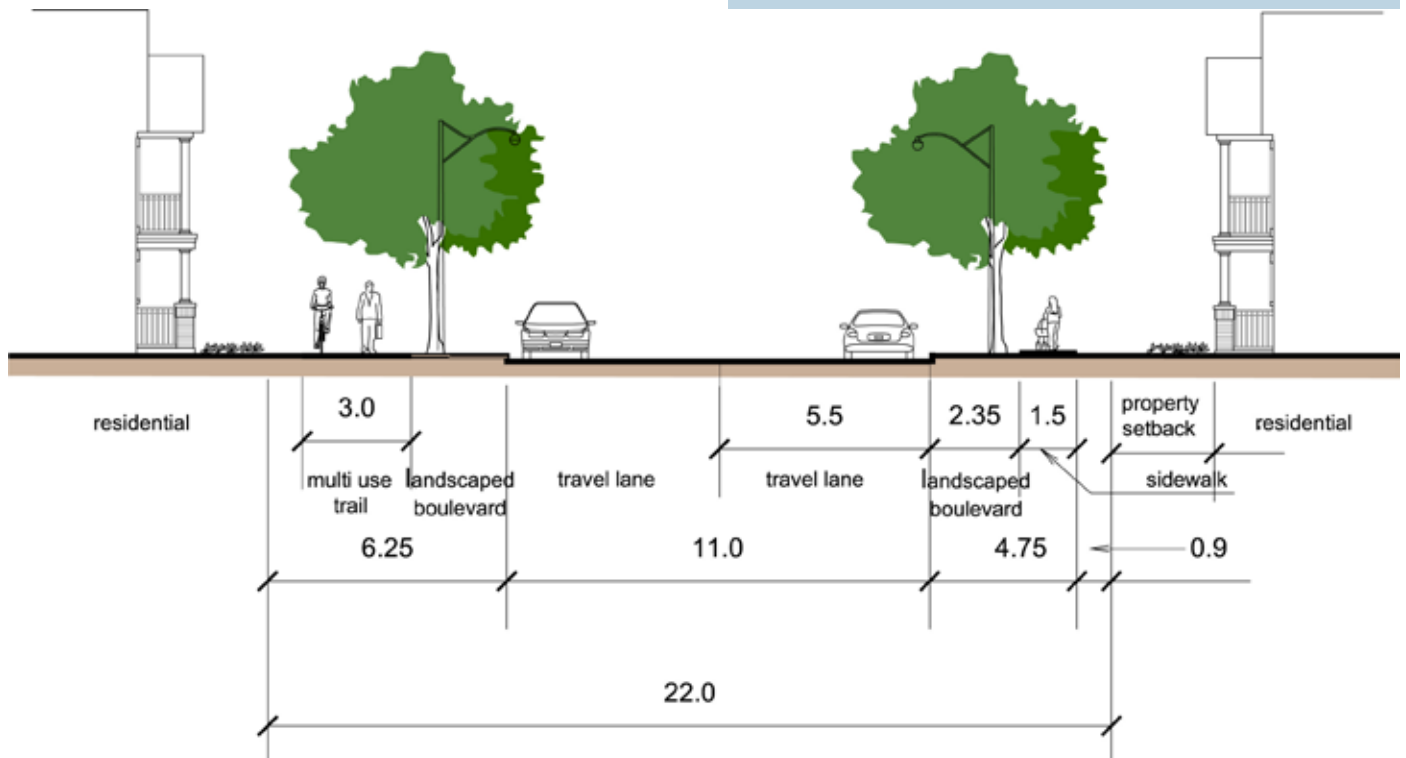 3.0
5.5
2.35
1.5
property
setback
residential
residential
multi use
trail
landscaped
boulevard
travel lane
travel lane
landscaped
boulevard
sidewalk
6.25
11.0
4.75
0.9
22.0